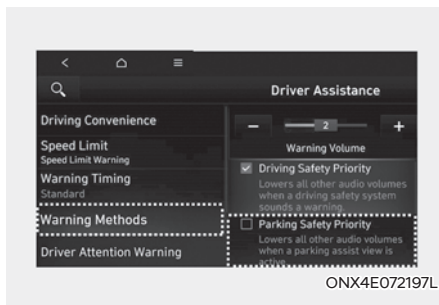 Driver Assistance
Driving Convenience
Speed Limit
Speed Limit Warning
Warning Timing
Standard
Warning Methods
Driver Attention Warning
2
Warning Volume
Driving Safety Priority
Lowers all other audio volumes
when a driving safety system
sounds a warning.
Parking Safety Priority
Lowers all other audio volumes
when a parking assist view is
active.
ONX4E072197L